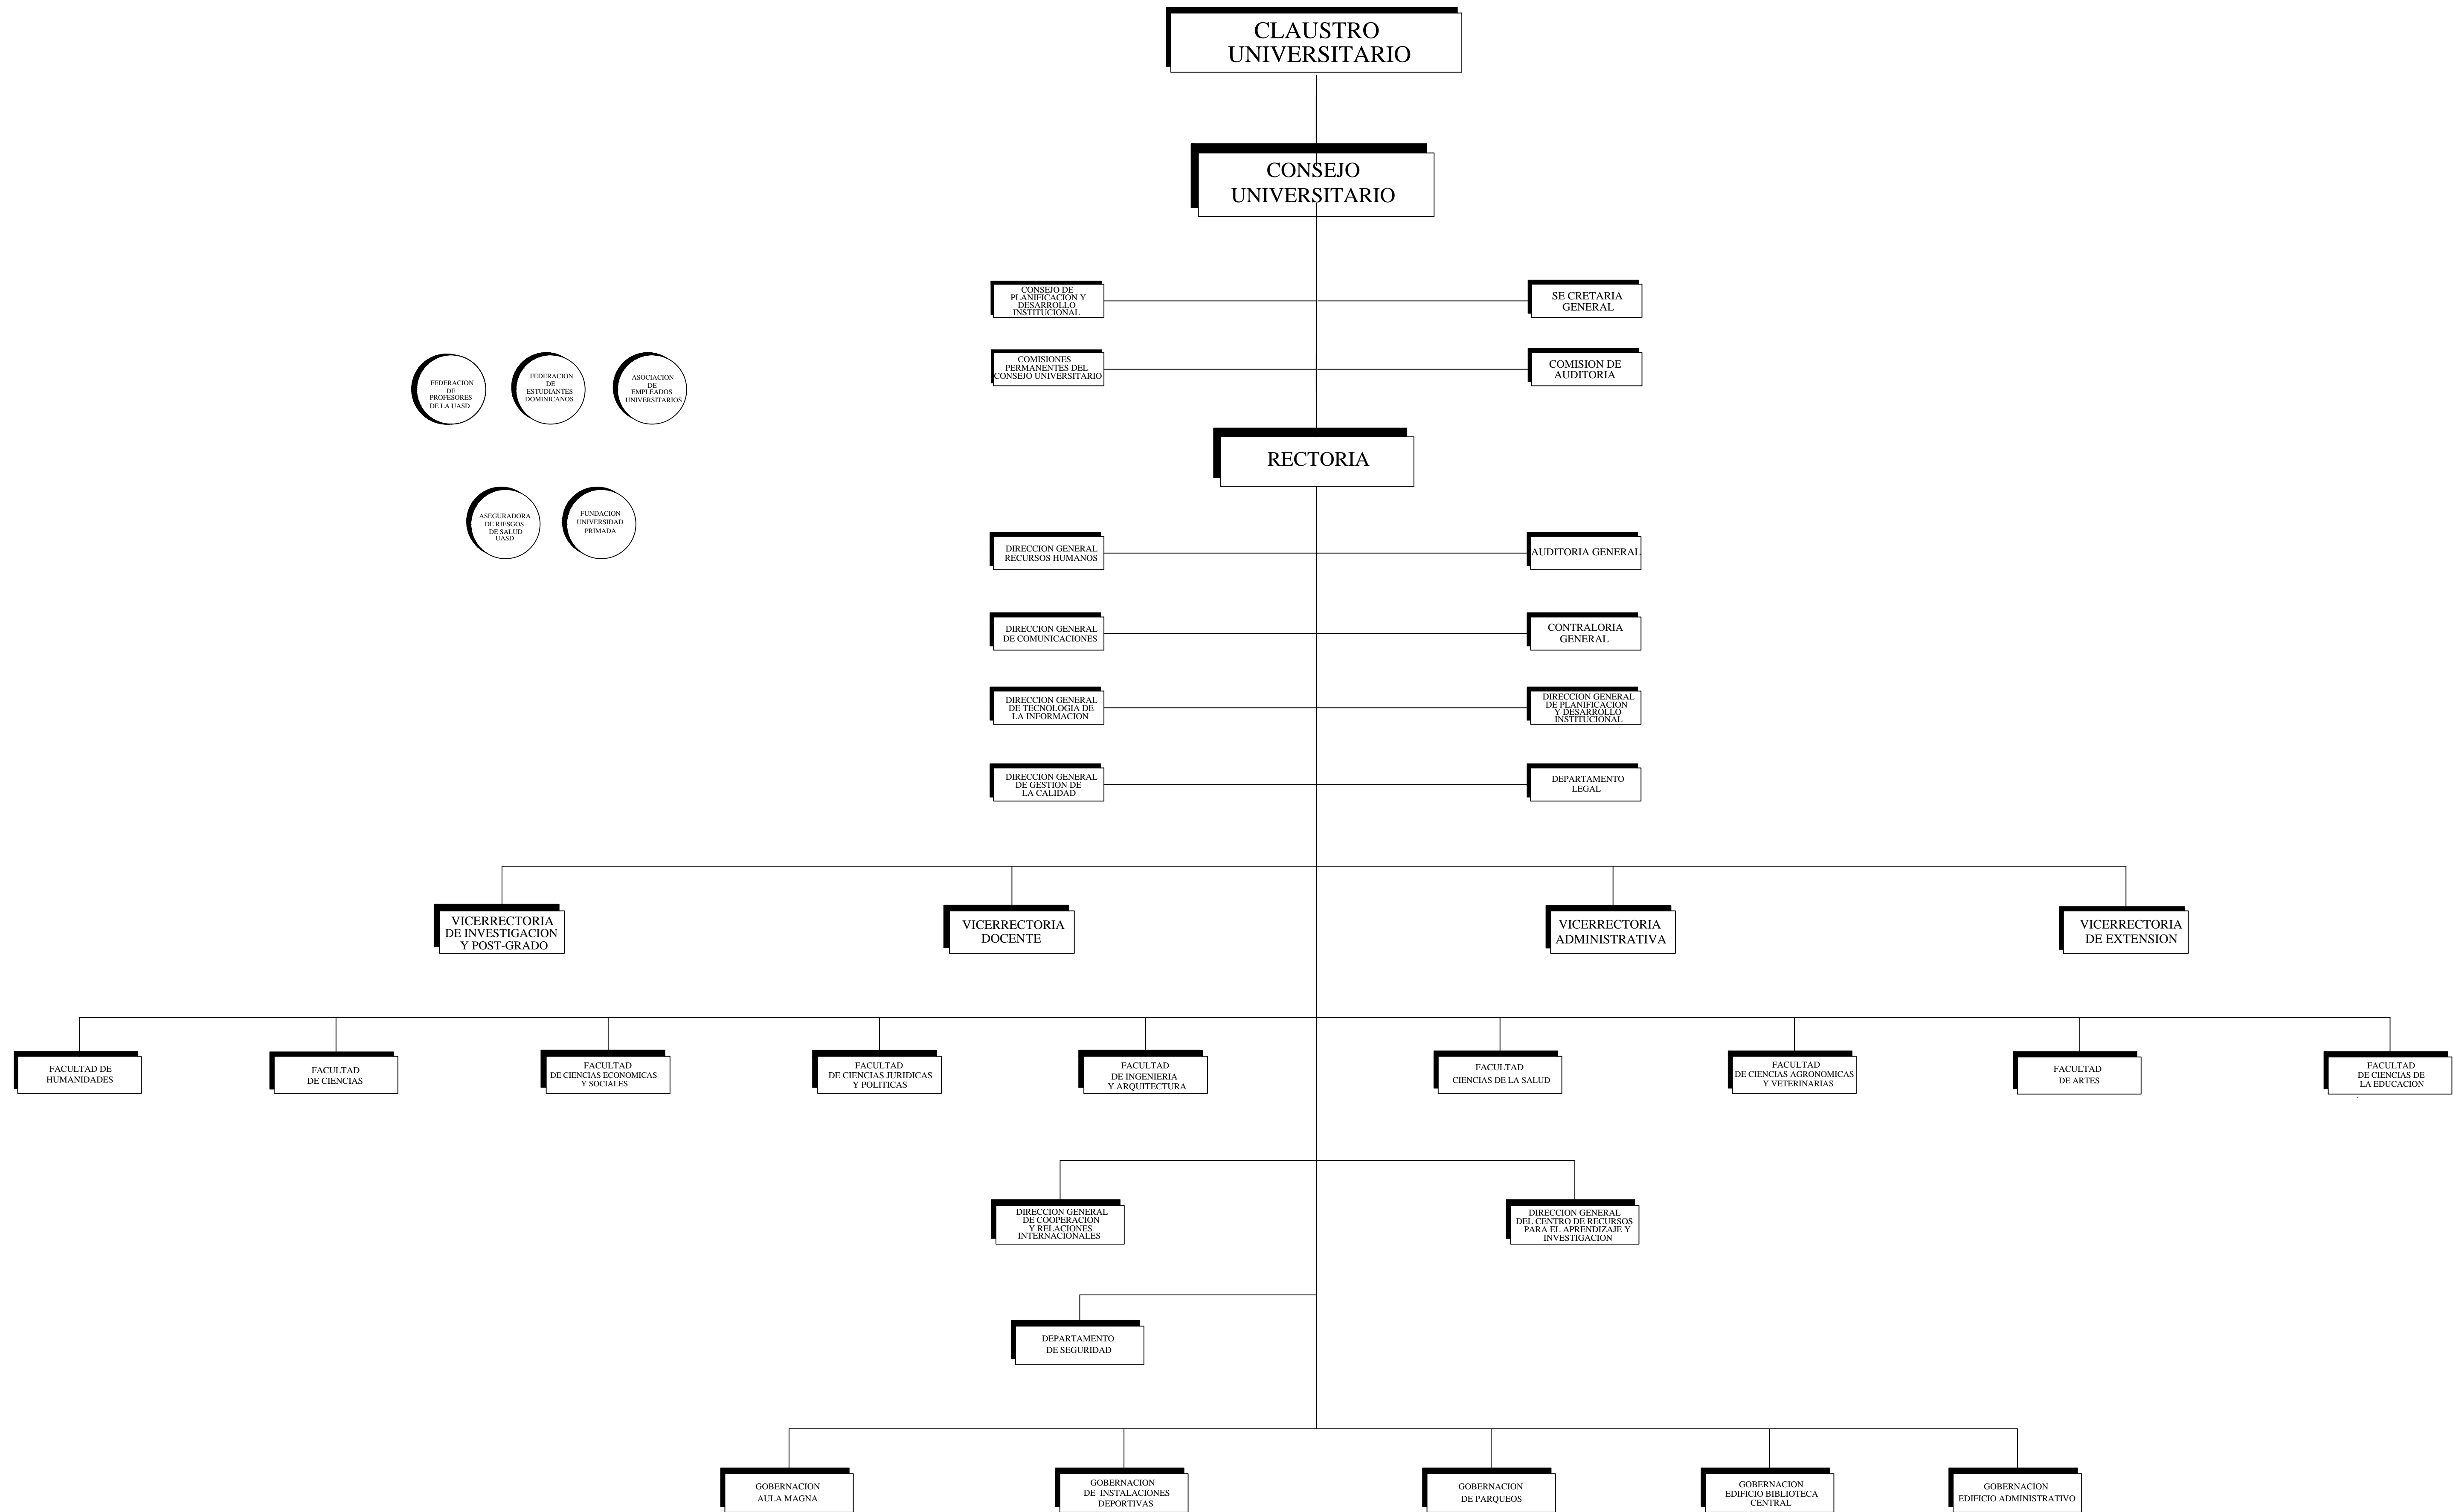 CLAUSTRO
UNIVERSITARIO
CONSEJO
UNIVERSITARIO
CONSEJO DE
PLANIFICACION Y
DESARROLLO
INSTITUCIONAL
SE CRETARIA
GENERAL
COMISIONES
PERMANENTES DEL
CONSEJO UNIVERSITARIO
COMISION DE
AUDITORIA
FEDERACION
DE
PROFESORES
DE LA UASD
FEDERACION
DE
ESTUDIANTES
DOMINICANOS
ASOCIACION
DE
EMPLEADOS
UNIVERSITARIOS
RECTORIA
ASEGURADORA
DE RIESGOS
DE SALUD
UASD
FUNDACION
UNIVERSIDAD
PRIMADA
DIRECCION GENERAL
RECURSOS HUMANOS
AUDITORIA GENERAL
DIRECCION GENERAL
DE COMUNICACIONES
CONTRALORIA
GENERAL
DIRECCION GENERAL
DE TECNOLOGIA DE
LA INFORMACION
DIRECCION GENERAL
DE PLANIFICACION
Y DESARROLLO
INSTITUCIONAL
DIRECCION GENERAL
DE GESTION DE
LA CALIDAD
DEPARTAMENTO
LEGAL
VICERRECTORIA
DE INVESTIGACION
Y POST-GRADO
VICERRECTORIA
DOCENTE
VICERRECTORIA
ADMINISTRATIVA
VICERRECTORIA
DE EXTENSION
FACULTAD DE
HUMANIDADES
FACULTAD
DE CIENCIAS
FACULTAD
DE CIENCIAS ECONOMICAS
Y SOCIALES
FACULTAD
DE CIENCIAS JURIDICAS
Y POLITICAS
FACULTAD
DE INGENIERIA
Y ARQUITECTURA
FACULTAD
CIENCIAS DE LA SALUD
FACULTAD
DE CIENCIAS AGRONOMICAS
Y VETERINARIAS
FACULTAD
DE ARTES
FACULTAD
DE CIENCIAS DE
LA EDUCACION
DIRECCION GENERAL
DE COOPERACION
Y RELACIONES
INTERNACIONALES
DIRECCION GENERAL
DEL CENTRO DE RECURSOS
PARA EL APRENDIZAJE Y
INVESTIGACION
DEPARTAMENTO
DE SEGURIDAD
GOBERNACION
AULA MAGNA
GOBERNACION
DE INSTALACIONES
DEPORTIVAS
GOBERNACION
DE PARQUEOS
GOBERNACION
EDIFICIO BIBLIOTECA
CENTRAL
GOBERNACION
EDIFICIO ADMINISTRATIVO